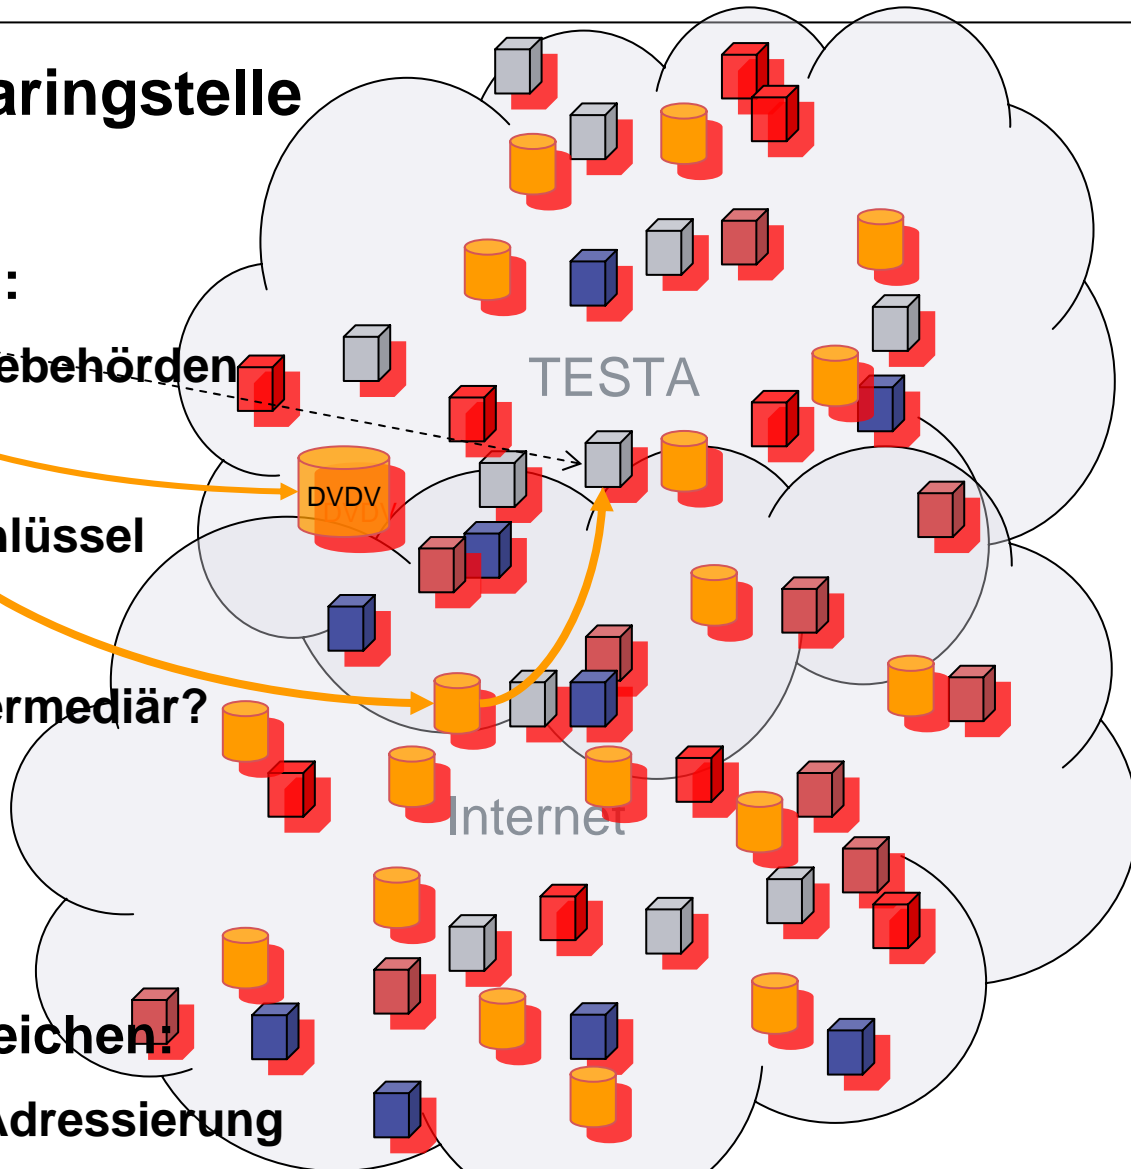 aringstelle
:
ebehörden
TESTA
DVDV
hlüssel
ermediär?
Internet
eichen:
Adressierung